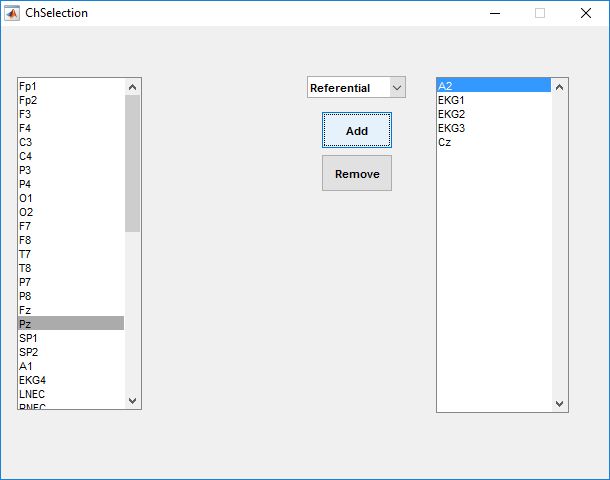 ChSelection
Fp1
Fp2
F3
F4
C3
C4
P3
P4
O1
O2
F7
F8
T7
T8
P7
P8
Fz
Pz
SP1
SP2
A1
EKG4
LNEC
RNEC
Referential
Add
Remove
A2
EKG1
EKG2
EKG3
Cz